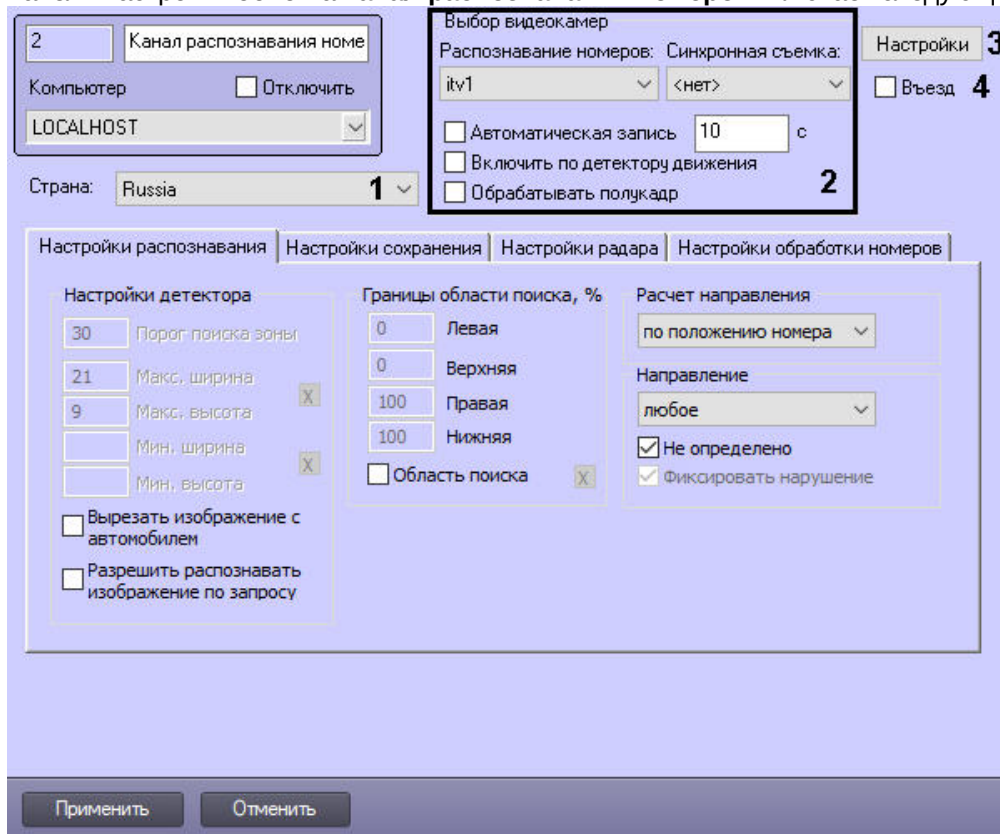 2 Канал распознавания номе
Компьютер Отключить
LOCALHOST
Страна: Russia 1
Выбор видеокамер
Распознавание номеров: Синхронная съемка:
itv1 <нет>
Автоматическая запись 10 с
Включить по детектору движения
Обрабатывать полукадр 2
Настройки 3
Въезд 4
Настройки распознавания Настройки сохранения Настройки радара Настройки обработки номеров
Настройки детектора
30 Порог поиска зоны
21 Макс. ширина
X
9 Макс. высота
Мин. ширина
X
Мин. высота
Вырезать изображение с
автомобилем
Разрешить распознавать
изображение по запросу
Границы области поиска, %
0 Левая
0 Верхняя
100 Правая
100 Нижняя
Область поиска X
Расчет направления
по положению номера
Направление
любое
Не определено
Фиксировать нарушение
Применить Отменить